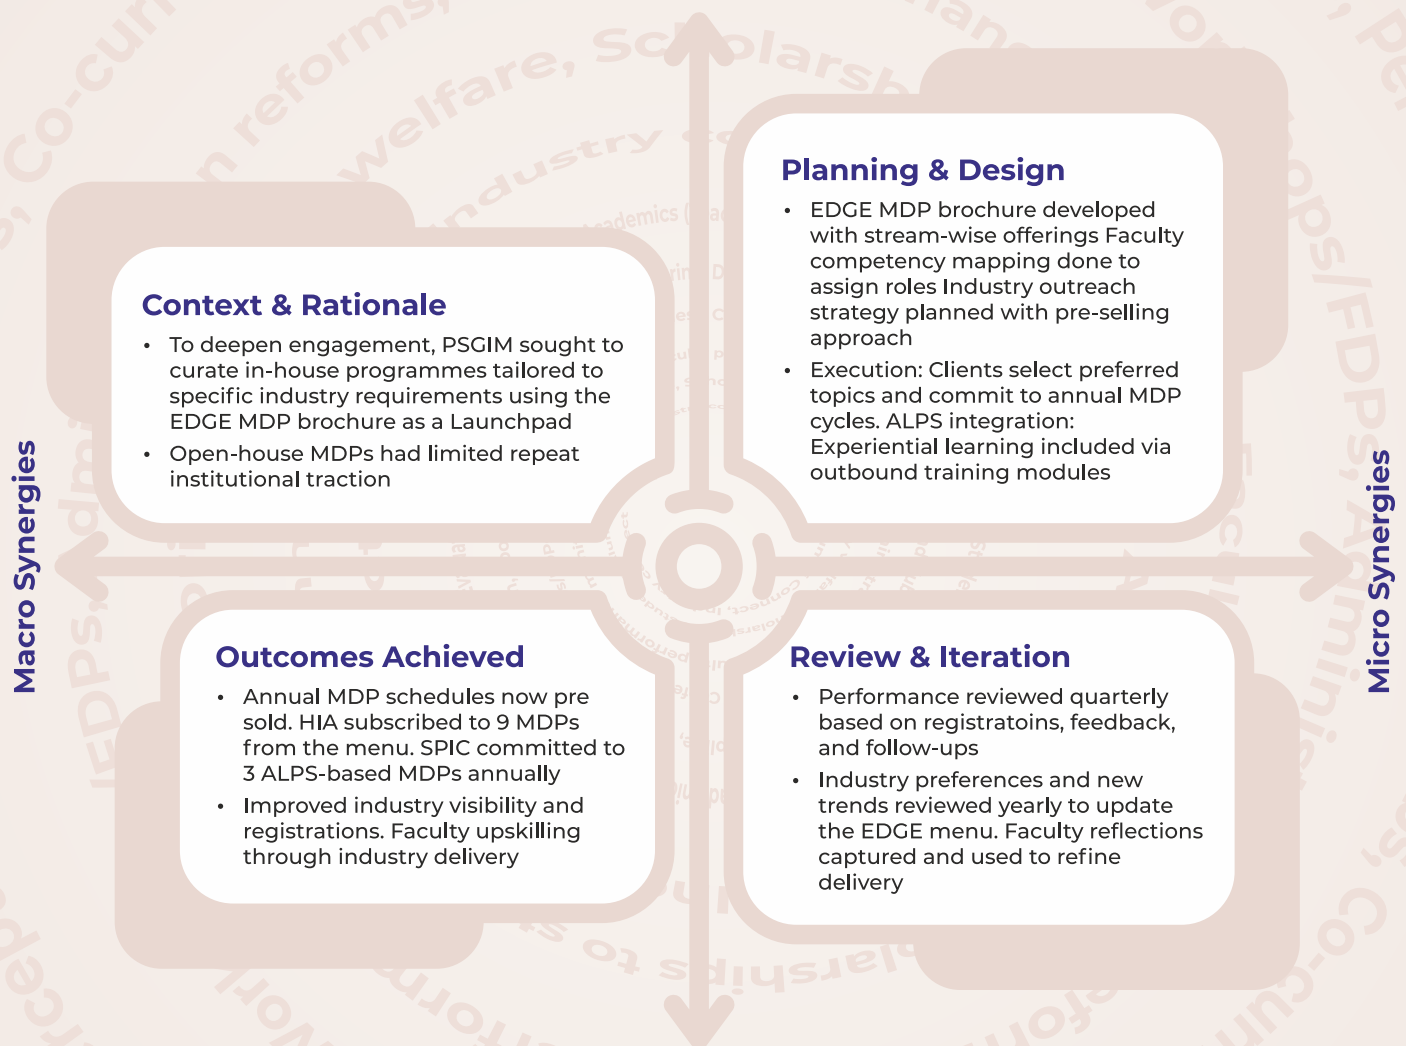 Context & Rationale
• To deepen engagement, PSGIM sought to
curate in-house programmes tailored to
specific industry requirements using the
EDGE MDP brochure as a Launchpad
• Open-house MDPs had limited repeat
institutional traction
Planning & Design
• EDGE MDP brochure developed
with stream-wise offerings Faculty
competency mapping done to
assign roles Industry outreach
strategy planned with pre-selling
approach
• Execution: Clients select preferred
topics and commit to annual MDP
cycles. ALPS integration:
Experiential learning included via
outbound training modules
Macro Synergies
Micro Synergies
Outcomes Achieved
• Annual MDP schedules now pre
sold. HIA subscribed to 9 MDPs
from the menu. SPIC committed to
3 ALPS-based MDPs annually
• Improved industry visibility and
registrations. Faculty upskilling
through industry delivery
Review & Iteration
• Performance reviewed quarterly
based on registratoins, feedback,
and follow-ups
• Industry preferences and new
trends reviewed yearly to update
the EDGE menu. Faculty reflections
captured and used to refine
delivery